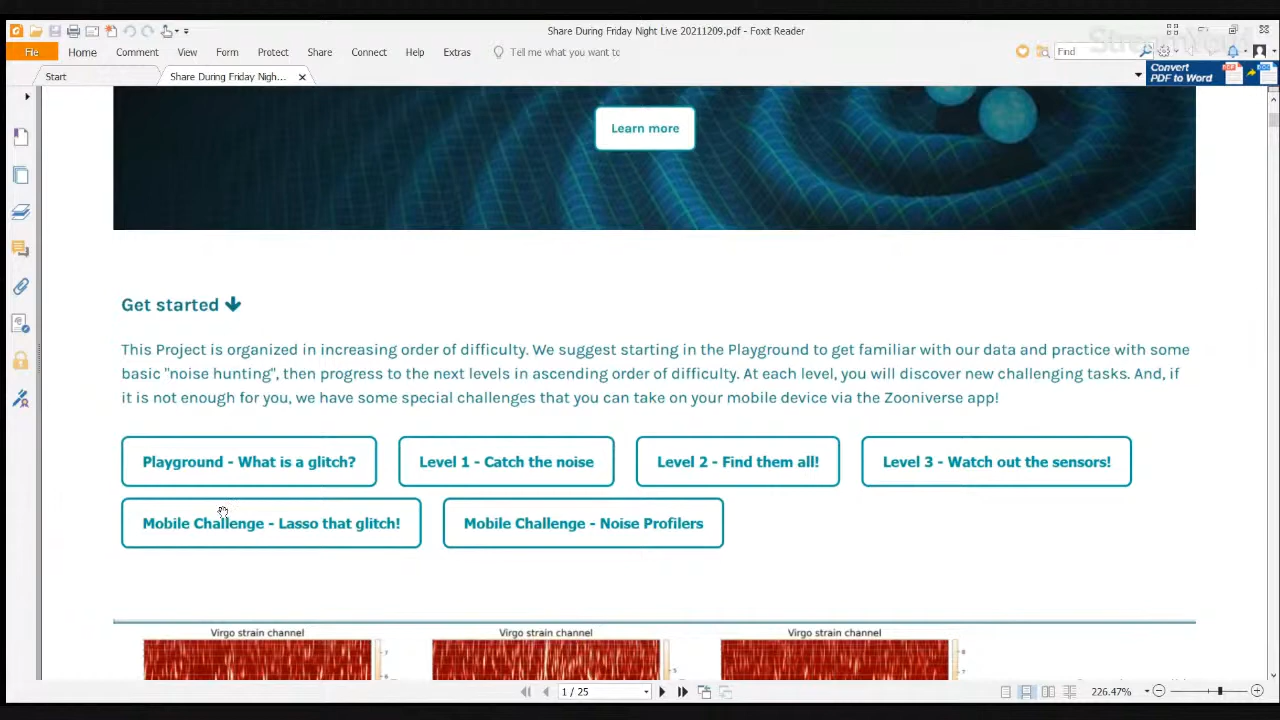 Share During Friday Night Live 20211209.pdf - Foxit Reader
File Home Comment View Form Protect Share Connect Help Extras Tell me what you want to Find
Start Share During Friday Nigh...
Convert
PDF to Word
Learn more
Get started
This Project is organized in increasing order of difficulty. We suggest starting in the Playground to get familiar with our data and practice with some
basic "noise hunting", then progress to the next levels in ascending order of difficulty. At each level, you will discover new challenging tasks. And, if
it is not enough for you, we have some special challenges that you can take on your mobile device via the Zooniverse app!
Playground - What is a glitch? Level 1 - Catch the noise Level 2 - Find them all! Level 3 - Watch out the sensors!
Mobile Challenge - Lasso that glitch! Mobile Challenge - Noise Profilers
Virgo strain channel Virgo strain channel Virgo strain channel
1 / 25 226.47%